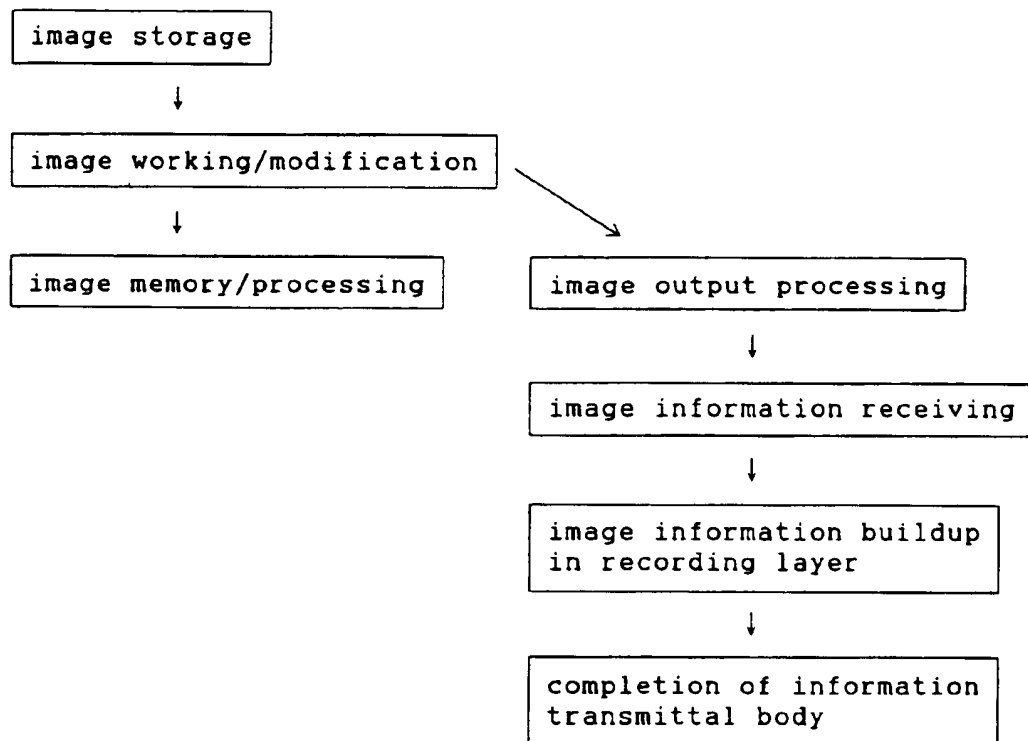 image storage
image working/modification
image memory/processing
image output processing
image information receiving
image information buildup
in recording layer
completion of information
transmittal body